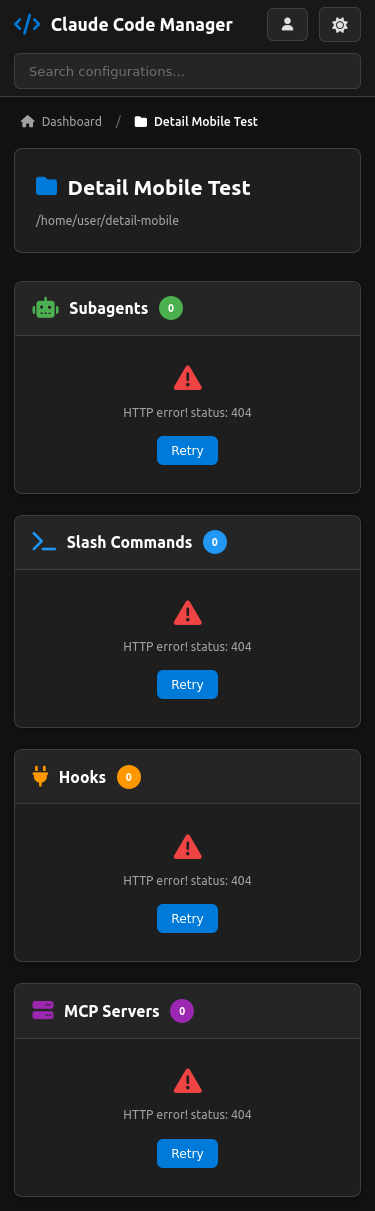 Claude Code Manager
Search configurations...
Dashboard / Detail Mobile Test
Detail Mobile Test
/home/user/detail-mobile
Subagents 0
HTTP error! status: 404
Retry
Slash Commands 0
HTTP error! status: 404
Retry
Hooks 0
HTTP error! status: 404
Retry
MCP Servers 0
HTTP error! status: 404
Retry